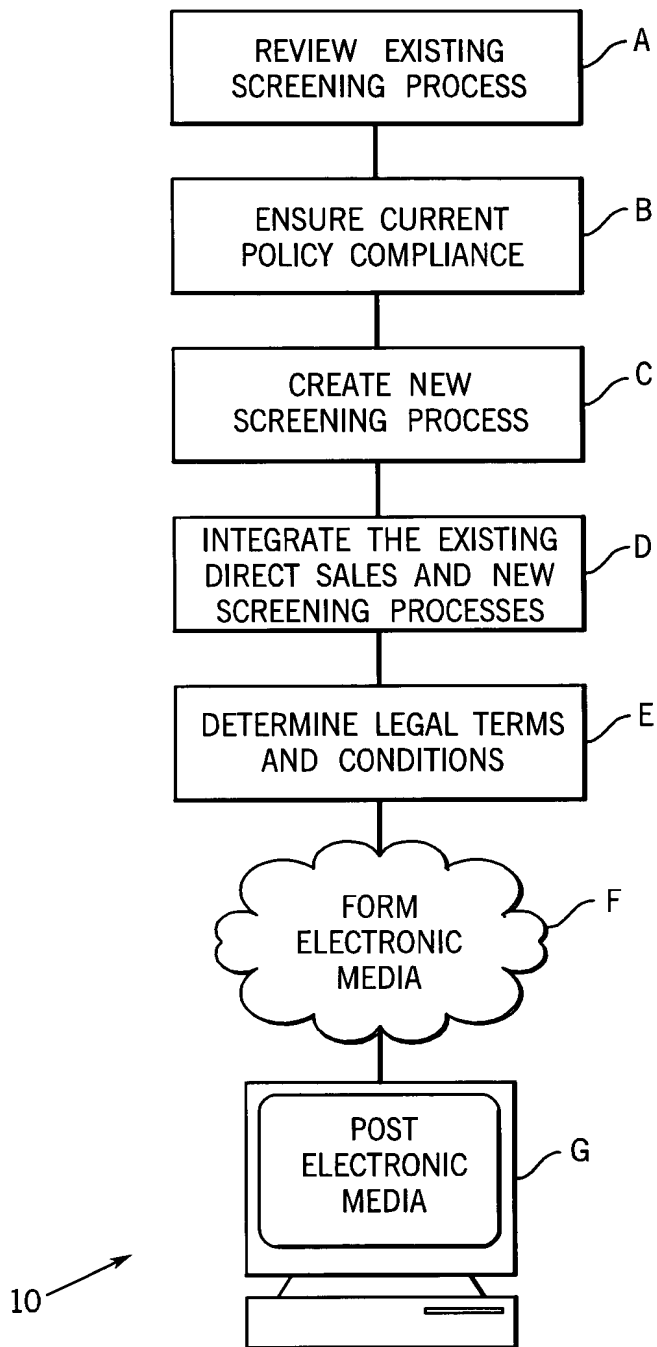 REVIEW EXISTING
SCREENING PROCESS
A
ENSURE CURRENT
POLICY COMPLIANCE
B
CREATE NEW
SCREENING PROCESS
C
INTEGRATE THE EXISTING
DIRECT SALES AND NEW
SCREENING PROCESSES
D
DETERMINE LEGAL TERMS
AND CONDITIONS
E
FORM
ELECTRONIC
MEDIA
F
POST
ELECTRONIC
MEDIA
G
10